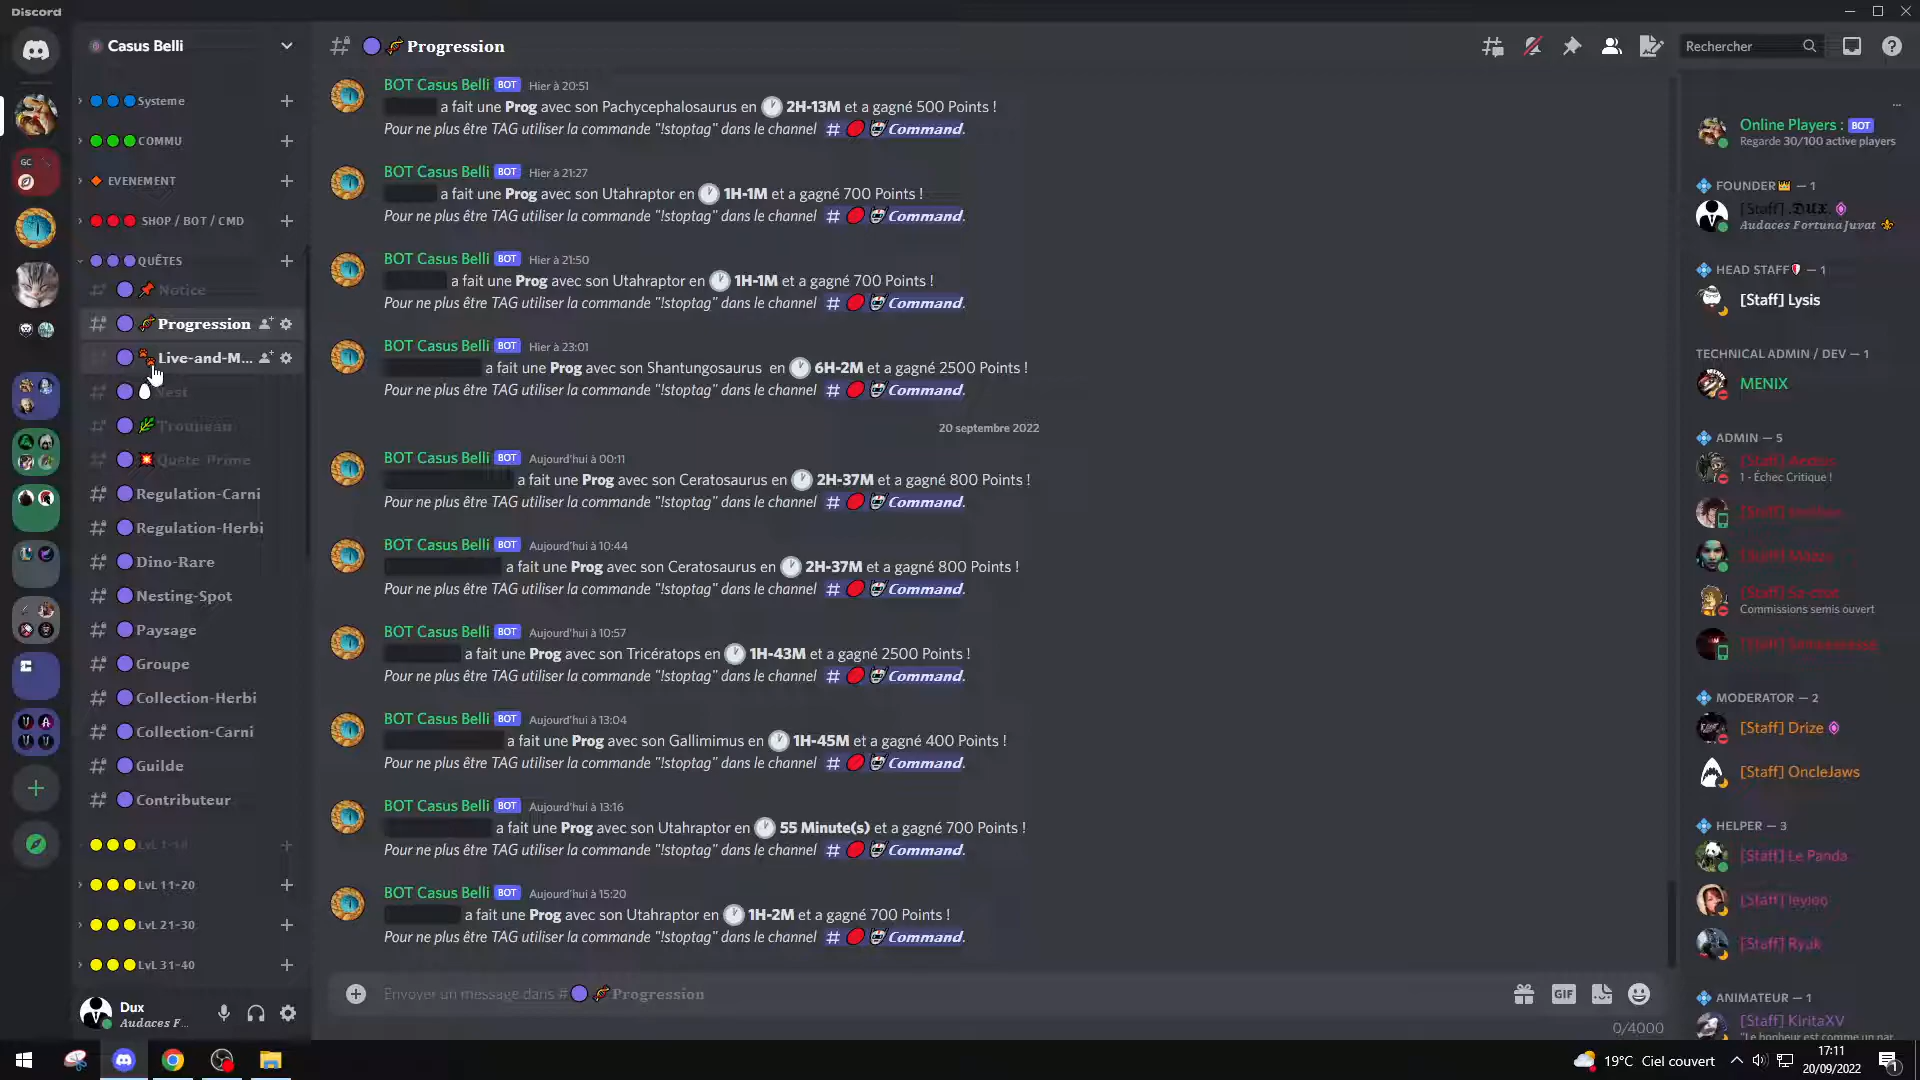 Discord
Casus Belli
Progression
Rechercher
Systeme
COMMU
EVENEMENT
SHOP / BOT / CMD
QUÊTES
Notice
Progression
Live-and-M...
Nest
Troupeau
Quete-Prime
Regulation-Carni
Regulation-Herbi
Dino-Rare
Nesting-Spot
Paysage
Groupe
Collection-Herbi
Collection-Carni
Guilde
Contributeur
LvL 1-10
LvL 11-20
LvL 21-30
LvL 31-40
Dux
Audaces F...
BOT Casus Belli BOT Hier à 20:51
a fait une Prog avec son Pachycephalosaurus en 2H-13M et a gagné 500 Points !
Pour ne plus être TAG utiliser la commande "!stoptag" dans le channel # Command.
BOT Casus Belli BOT Hier à 21:27
a fait une Prog avec son Utahraptor en 1H-1M et a gagné 700 Points !
Pour ne plus être TAG utiliser la commande "!stoptag" dans le channel # Command.
BOT Casus Belli BOT Hier à 21:50
a fait une Prog avec son Utahraptor en 1H-1M et a gagné 700 Points !
Pour ne plus être TAG utiliser la commande "!stoptag" dans le channel # Command.
BOT Casus Belli BOT Hier à 23:01
a fait une Prog avec son Shantungosaurus en 6H-2M et a gagné 2500 Points !
Pour ne plus être TAG utiliser la commande "!stoptag" dans le channel # Command.
20 septembre 2022
BOT Casus Belli BOT Aujourd'hui à 00:11
a fait une Prog avec son Ceratosaurus en 2H-37M et a gagné 800 Points !
Pour ne plus être TAG utiliser la commande "!stoptag" dans le channel # Command.
BOT Casus Belli BOT Aujourd'hui à 10:44
a fait une Prog avec son Ceratosaurus en 2H-37M et a gagné 800 Points !
Pour ne plus être TAG utiliser la commande "!stoptag" dans le channel # Command.
BOT Casus Belli BOT Aujourd'hui à 10:57
a fait une Prog avec son Tricératops en 1H-43M et a gagné 2500 Points !
Pour ne plus être TAG utiliser la commande "!stoptag" dans le channel # Command.
BOT Casus Belli BOT Aujourd'hui à 13:04
a fait une Prog avec son Gallimimus en 1H-45M et a gagné 400 Points !
Pour ne plus être TAG utiliser la commande "!stoptag" dans le channel # Command.
BOT Casus Belli BOT Aujourd'hui à 13:16
a fait une Prog avec son Utahraptor en 55 Minute(s) et a gagné 700 Points !
Pour ne plus être TAG utiliser la commande "!stoptag" dans le channel # Command.
BOT Casus Belli BOT Aujourd'hui à 15:20
a fait une Prog avec son Utahraptor en 1H-2M et a gagné 700 Points !
Pour ne plus être TAG utiliser la commande "!stoptag" dans le channel # Command.
Envoyer un message dans # Progression
GIF
0/4000
Online Players : BOT
Regarde 30/100 active players
FOUNDER — 1
[Staff] .DUX.
Audaces Fortuna Juvat
HEAD STAFF — 1
[Staff] Lysis
TECHNICAL ADMIN / DEV — 1
MENIX
ADMIN — 5
[Staff]
1 - Échec Critique !
[Staff]
[Staff]
[Staff]
Commissions semis ouvert
[Staff]
MODERATOR — 2
[Staff] Drize
[Staff] OncleJaws
HELPER — 3
[Staff] Le Panda
[Staff] leyleo
[Staff] Ryuk
ANIMATEUR — 1
[Staff] KiritaXV
"Le bonheur est comme un par
19°C Ciel couvert
17:11
20/09/2022